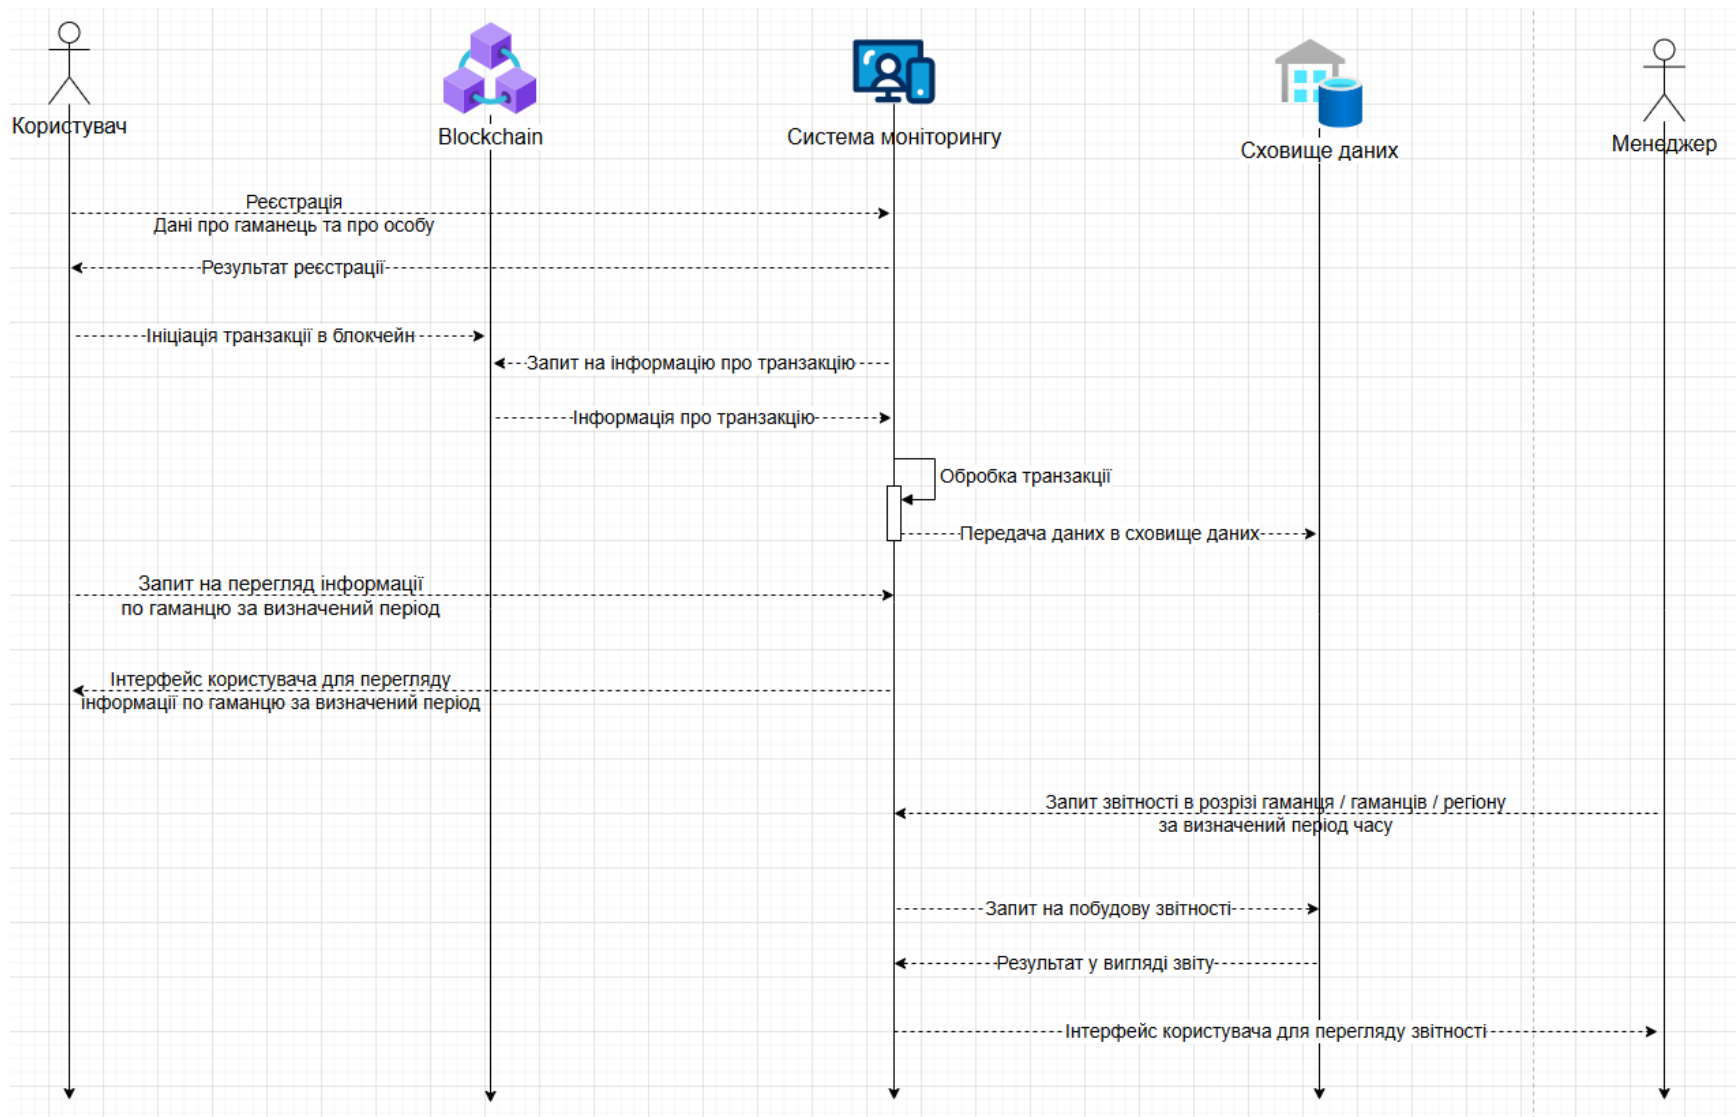 Користувач
Blockchain
Система моніторингу
Сховище даних
Менеджер
Реєстрація
Дані про гаманець та про особу
Результат реєстрації
Ініціація транзакції в блокчейн
Запит на інформацію про транзакцію
Інформація про транзакцію
Обробка транзакції
Передача даних в сховище даних
Запит на перегляд інформації
по гаманцю за визначений період
Інтерфейс користувача для перегляду
інформації по гаманцю за визначений період
Запит звітності в розрізі гаманця / гаманців / регіону
за визначений період часу
Запит на побудову звітності
Результат у вигляді звіту
Інтерфейс користувача для перегляду звітності